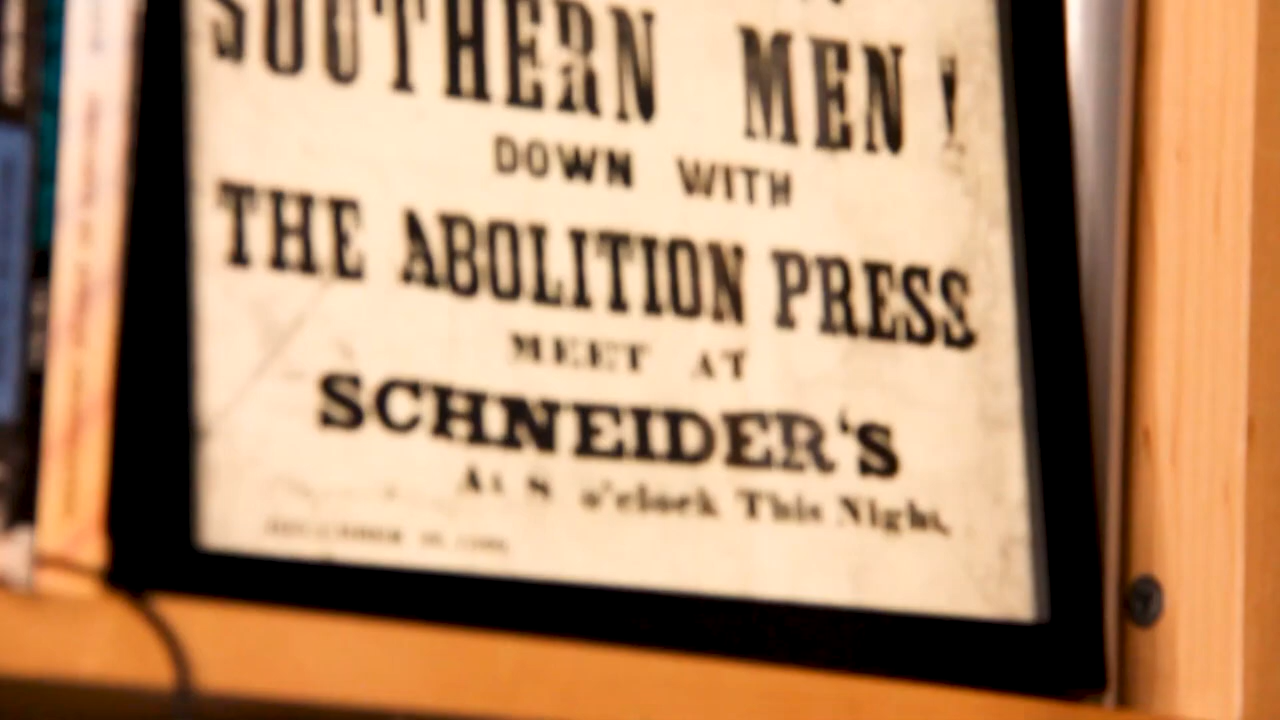 SOUTHERN MEN!
DOWN WITH
THE ABOLITION PRESS
MEET AT
SCHNEIDER'S
At 8 o'clock This Night,